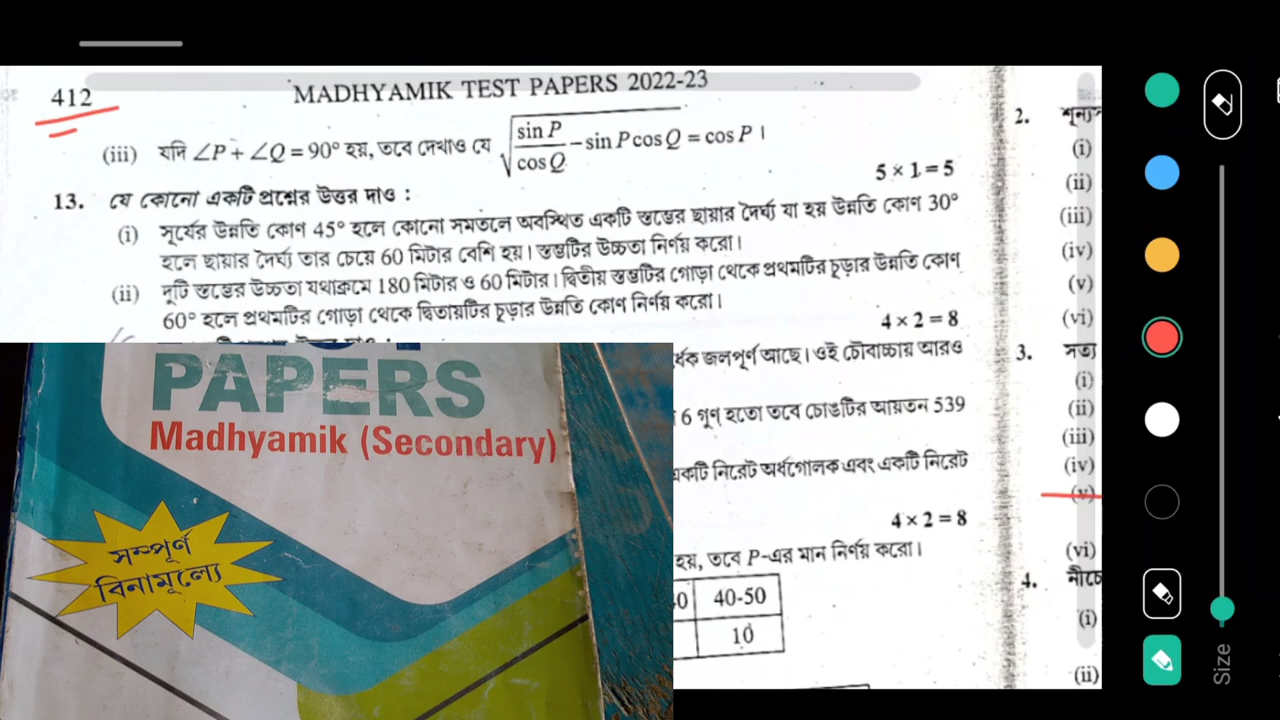 412
MADHYAMIK TEST PAPERS 2022-23
(iii) যদি ∠P + ∠Q = 90° হয়, তবে দেখাও যে √(sin P/cos Q − sin P cos Q) = cos P।
5 × 1 = 5
13. যে কোনো একটি প্রশ্নের উত্তর দাও :
(i) সূর্যের উন্নতি কোণ 45° হলে কোনো সমতলে অবস্থিত একটি স্তম্ভের ছায়ার দৈর্ঘ্য যা হয় উন্নতি কোণ 30°
হলে ছায়ার দৈর্ঘ্য তার চেয়ে 60 মিটার বেশি হয়। স্তম্ভটির উচ্চতা নির্ণয় করো।
(ii) দুটি স্তম্ভের উচ্চতা যথাক্রমে 180 মিটার ও 60 মিটার। দ্বিতীয় স্তম্ভটির গোড়া থেকে প্রথমটির চূড়ার উন্নতি কোণ
60° হলে প্রথমটির গোড়া থেকে দ্বিতায়টির চূড়ার উন্নতি কোণ নির্ণয় করো।
4 × 2 = 8
জলপূর্ণ আছে। ওই চৌবাচ্চায় আরও
6 গুণ হতো তবে চোঙটির আয়তন 539
একটি নিরেট অর্ধগোলক এবং একটি নিরেট
4 × 2 = 8
হয়, তবে P-এর মান নির্ণয় করো।
40-50
10
PAPERS
Madhyamik (Secondary)
সম্পূর্ণ
বিনামূল্যে
2.
(i)
(ii)
(iii)
(iv)
(v)
(vi)
3. সত্য
(i)
(ii)
(iii)
(iv)
(v)
(vi)
4. নীচে
(i)
(ii)
Size